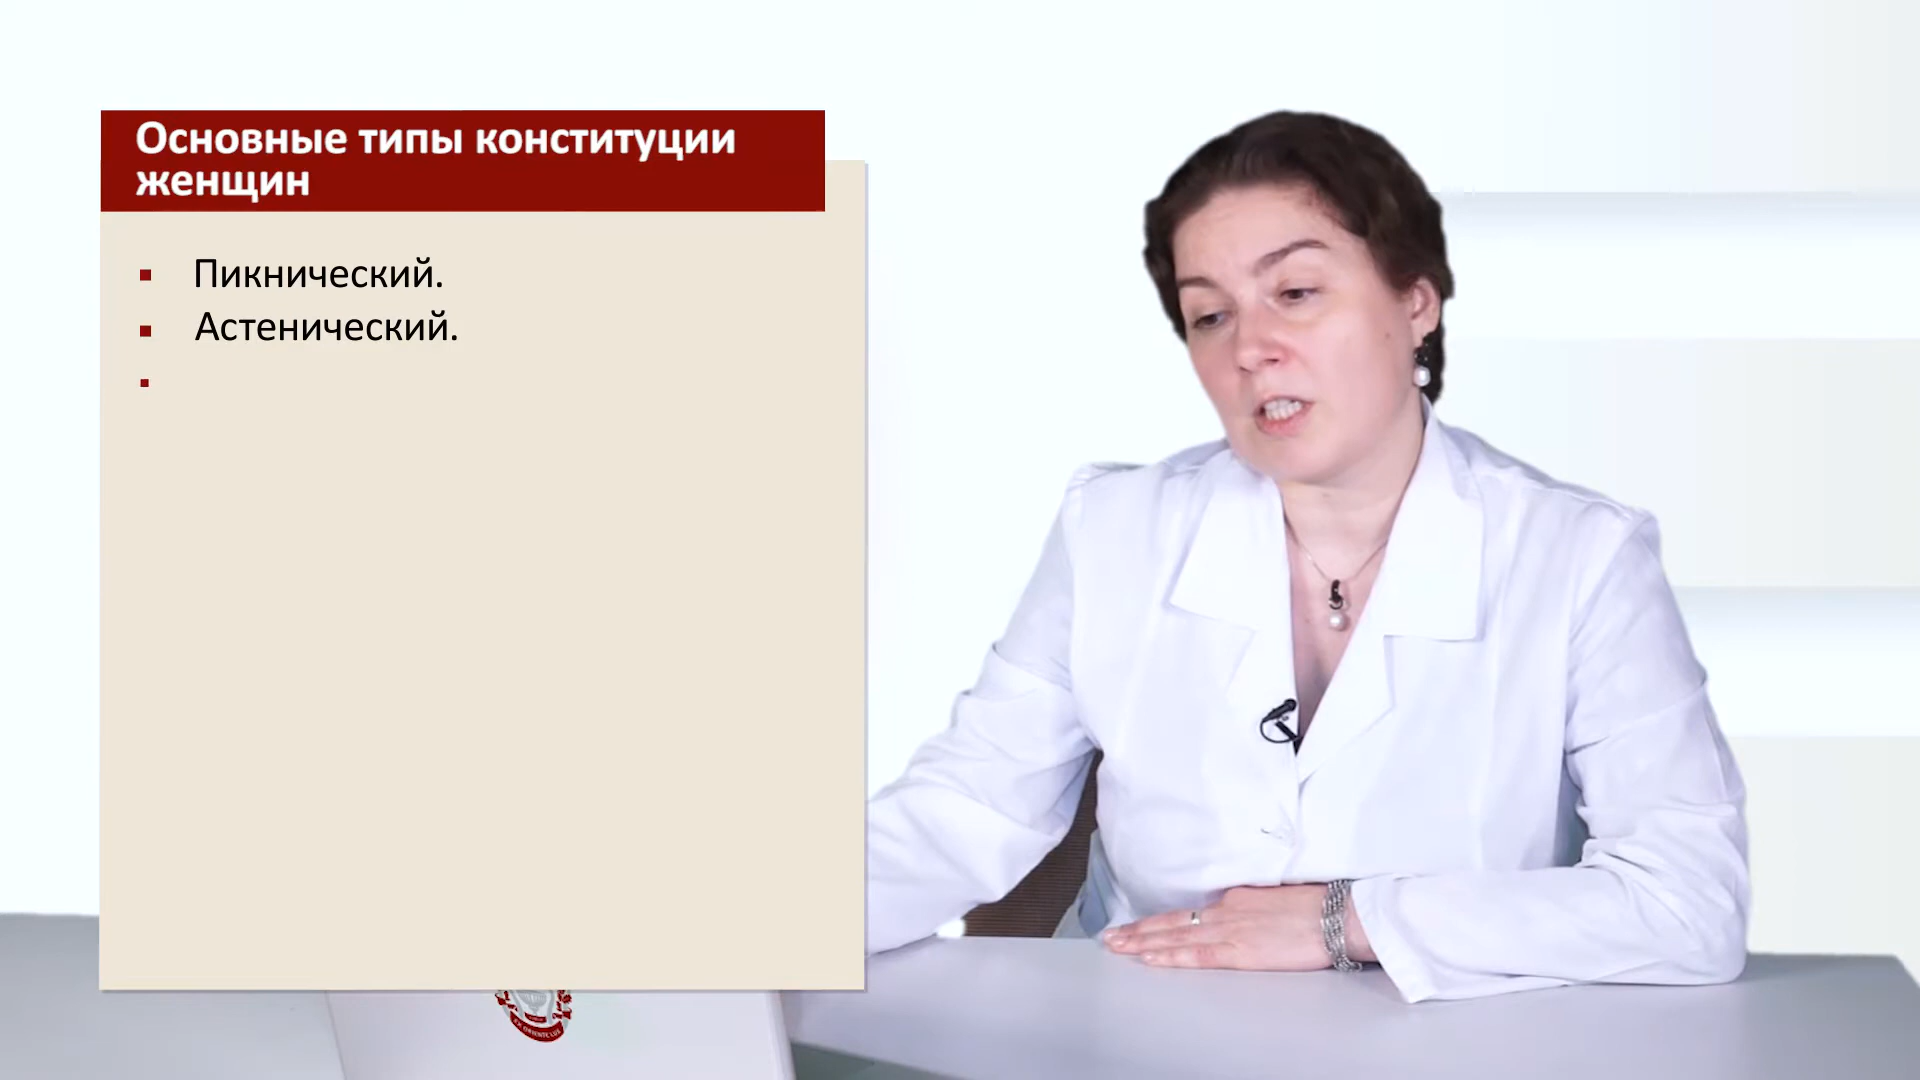 Основные типы конституции
женщин
Пикнический.
Астенический.